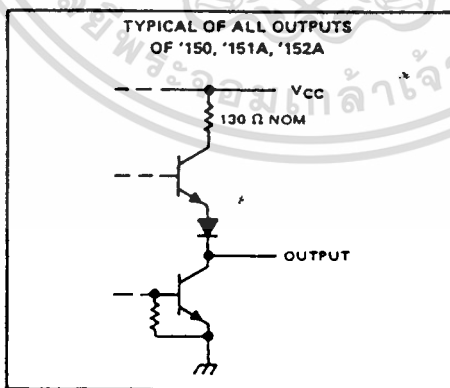 TYPICAL OF ALL OUTPUTS
OF '150, '151A, '152A
VCC
130 Ω NOM
OUTPUT